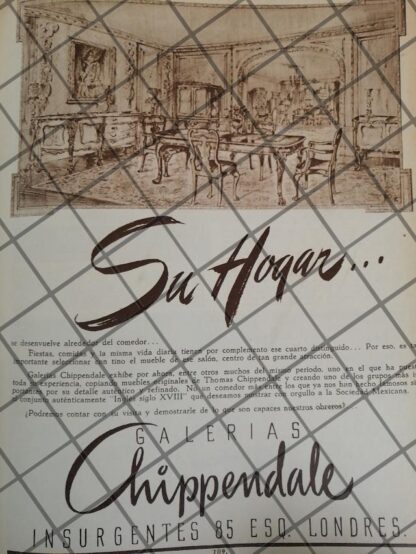 Su Hogar...
se desenvuelve alrededor del comedor...
Fiestas, comidas y la misma vida diaria tienen por complemento ese cuarto distinguido... Por eso, es tan
importante seleccionar con tino el mueble de ese salón, centro de tan grande atracción.
Galerías Chippendale exhibe por ahora, entre otros muchos del mismo período, uno en el que ha puesto
toda su experiencia, copiando muebles originales de Thomas Chippendale y creando uno de los grupos más im-
portantes por su detalle auténtico y refinado. No un comedor más entre los que ya nos han hecho famosos sino
conjunto auténticamente "Inglés siglo XVIII" que deseamos mostrar con orgullo a la Sociedad Mexicana.
¿Podremos contar con su visita y demostrarle de lo que son capaces nuestros obreros?
GALERIAS
Chippendale
INSURGENTES 85 ESQ. LONDRES.